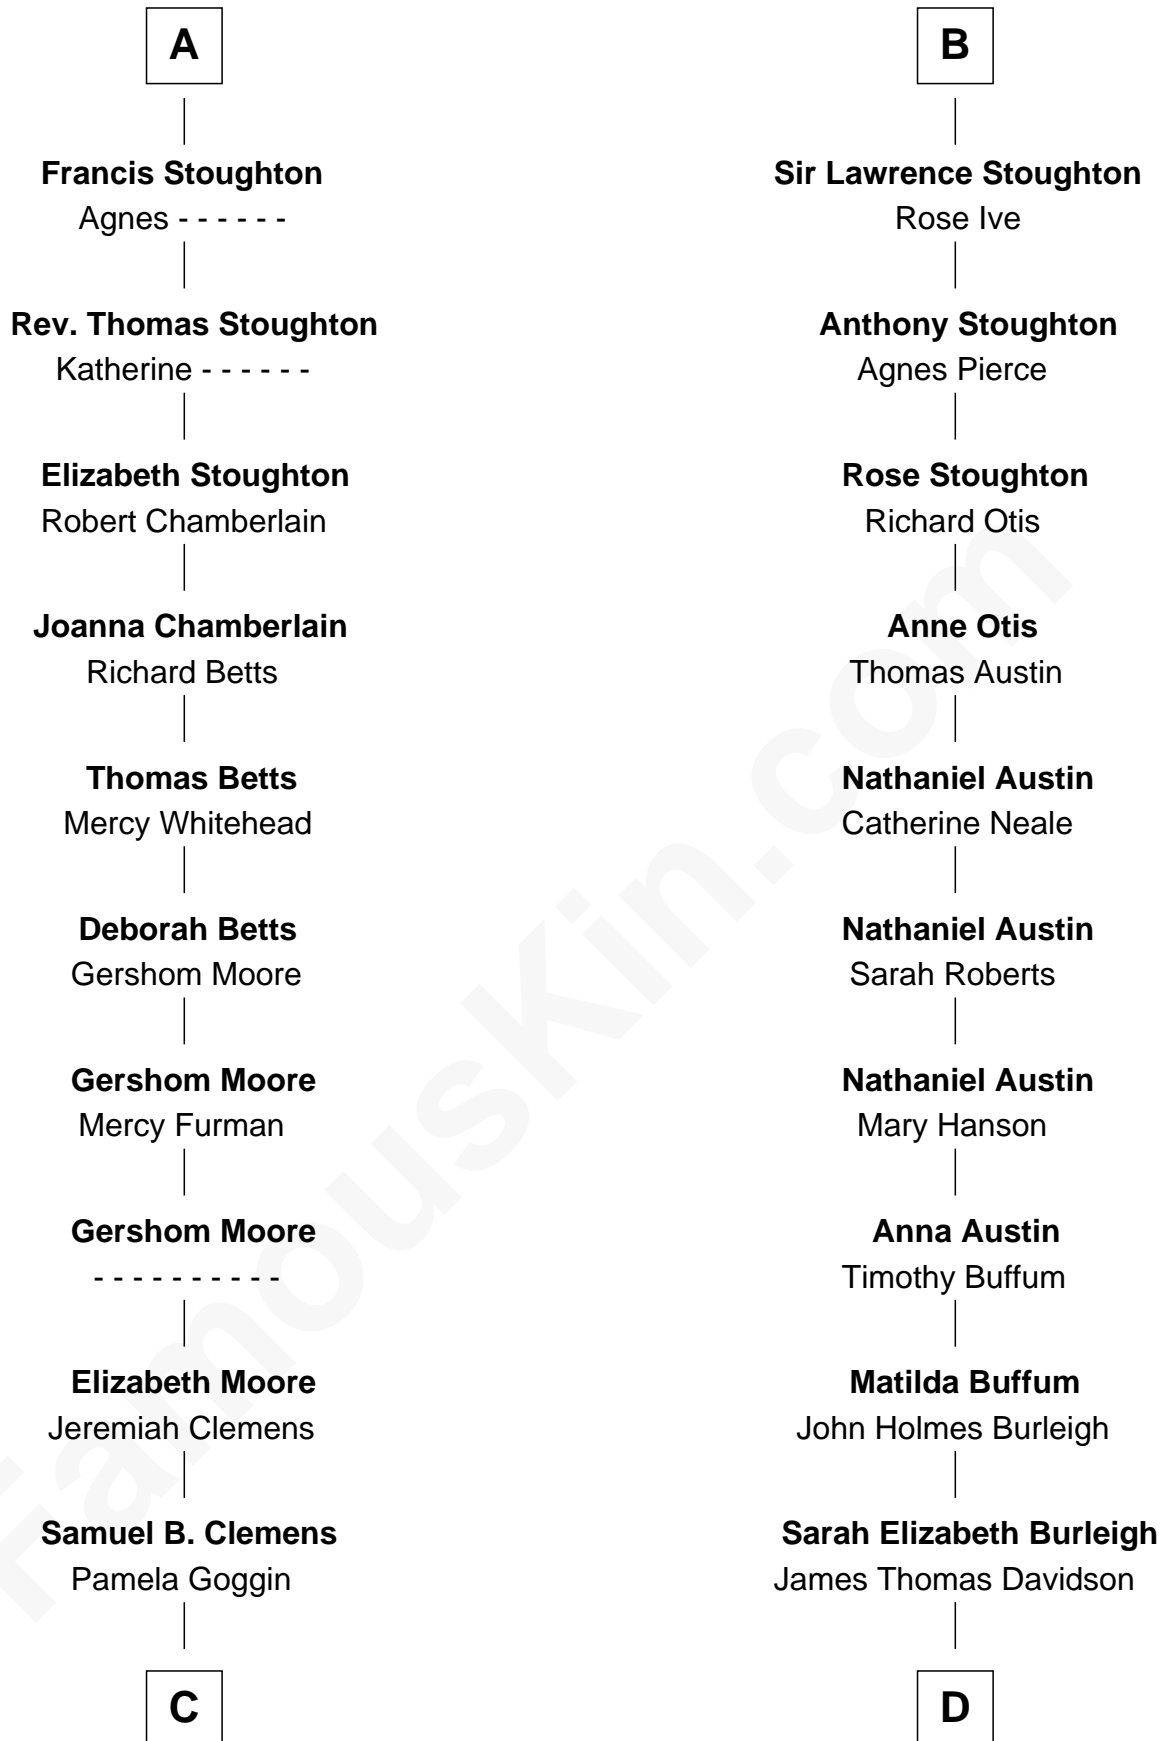 A
Francis Stoughton
Agnes - - - - - -
Rev. Thomas Stoughton
Katherine - - - - - -
Elizabeth Stoughton
Robert Chamberlain
Joanna Chamberlain
Richard Betts
Thomas Betts
Mercy Whitehead
Deborah Betts
Gershom Moore
Gershom Moore
Mercy Furman
Gershom Moore
- - - - - - - - - -
Elizabeth Moore
Jeremiah Clemens
Samuel B. Clemens
Pamela Goggin
C
B
Sir Lawrence Stoughton
Rose Ive
Anthony Stoughton
Agnes Pierce
Rose Stoughton
Richard Otis
Anne Otis
Thomas Austin
Nathaniel Austin
Catherine Neale
Nathaniel Austin
Sarah Roberts
Nathaniel Austin
Mary Hanson
Anna Austin
Timothy Buffum
Matilda Buffum
John Holmes Burleigh
Sarah Elizabeth Burleigh
James Thomas Davidson
D
FamousKin.com